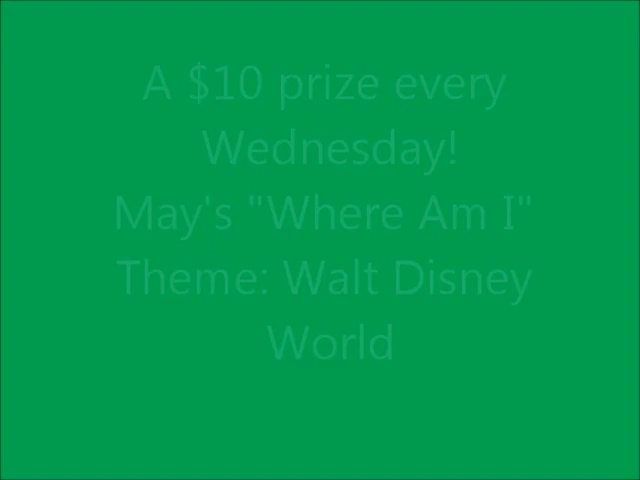 A $10 prize every
Wednesday!
May's "Where Am I"
Theme: Walt Disney
World